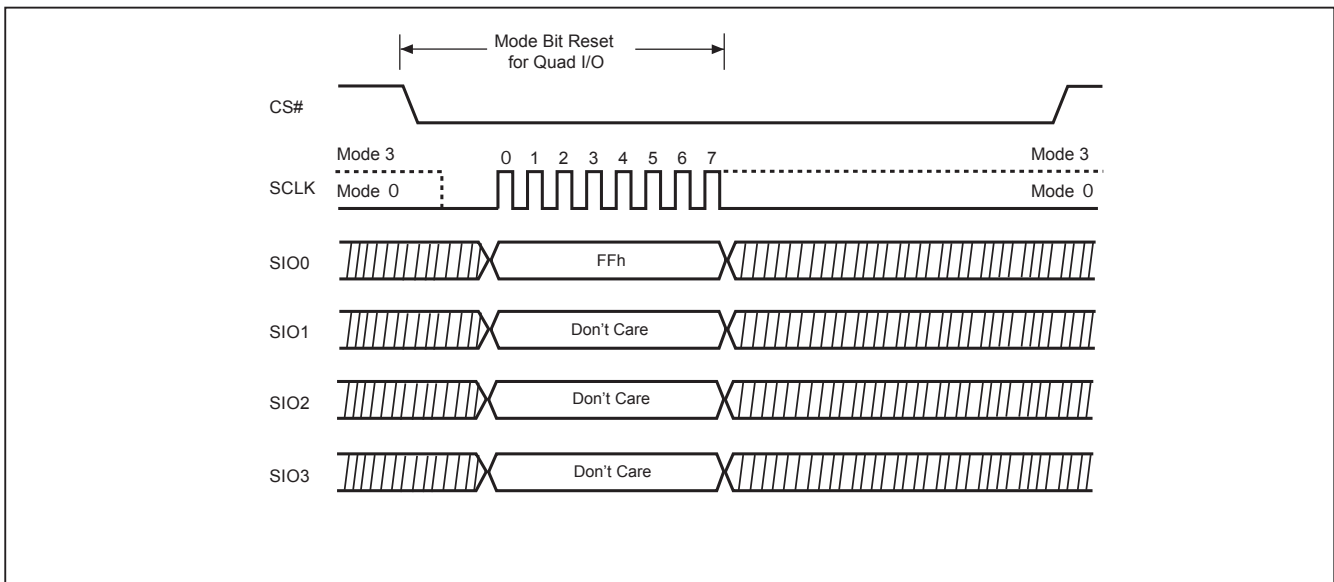 Mode Bit Reset
for Quad I/O
CS#
Mode 3
Mode 3
0 1 2 3 4 5 6 7
SCLK
Mode 0
Mode 0
SIO0
FFh
SIO1
Don't Care
SIO2
Don't Care
SIO3
Don't Care